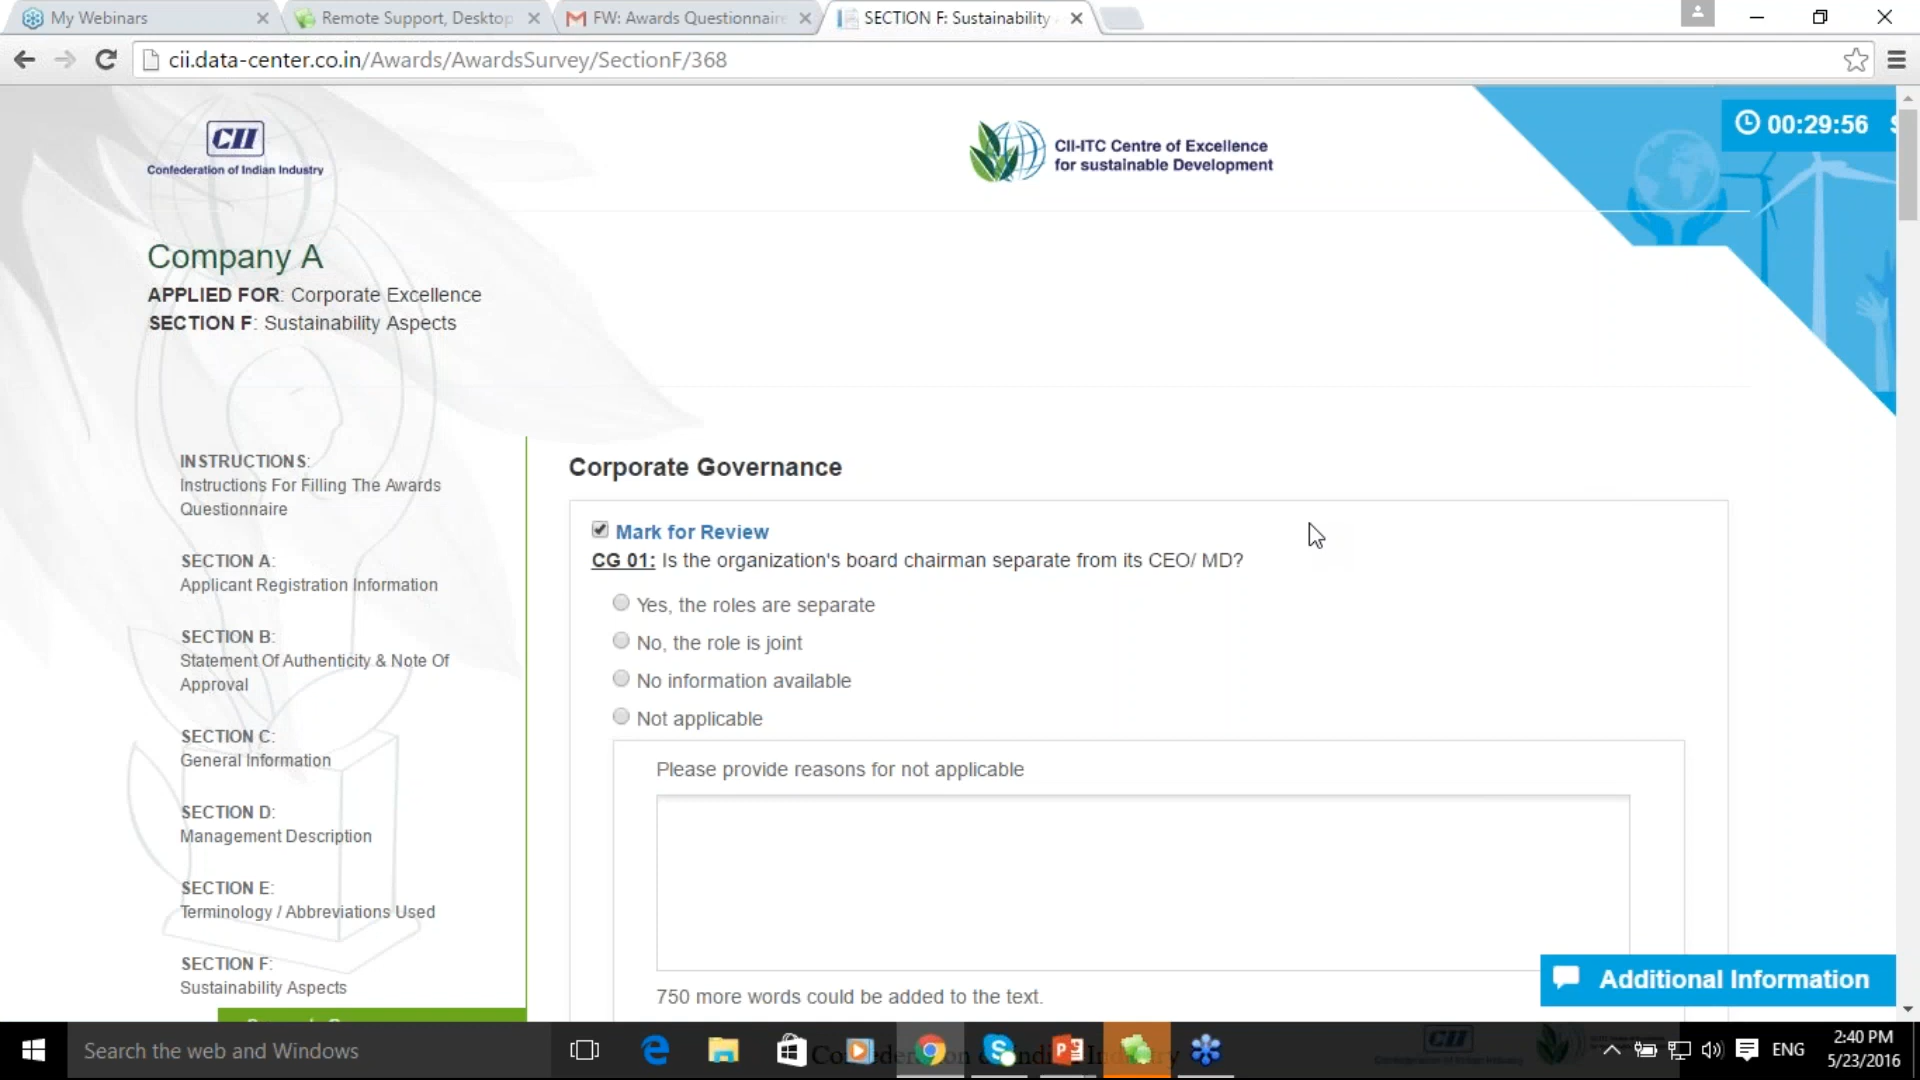 My Webinars
Remote Support, Desktop
FW: Awards Questionnaire
SECTION F: Sustainability
cii.data-center.co.in/Awards/AwardsSurvey/SectionF/368
CII
Confederation of Indian Industry
CII-ITC Centre of Excellence
for sustainable Development
00:29:56
Company A
APPLIED FOR: Corporate Excellence
SECTION F: Sustainability Aspects
INSTRUCTIONS:
Instructions For Filling The Awards
Questionnaire
SECTION A:
Applicant Registration Information
SECTION B:
Statement Of Authenticity & Note Of
Approval
SECTION C:
General Information
SECTION D:
Management Description
SECTION E:
Terminology / Abbreviations Used
SECTION F:
Sustainability Aspects
Corporate Governance
Mark for Review
CG 01: Is the organization's board chairman separate from its CEO/ MD?
Yes, the roles are separate
No, the role is joint
No information available
Not applicable
Please provide reasons for not applicable
750 more words could be added to the text.
Additional Information
Search the web and Windows
ENG
2:40 PM
5/23/2016